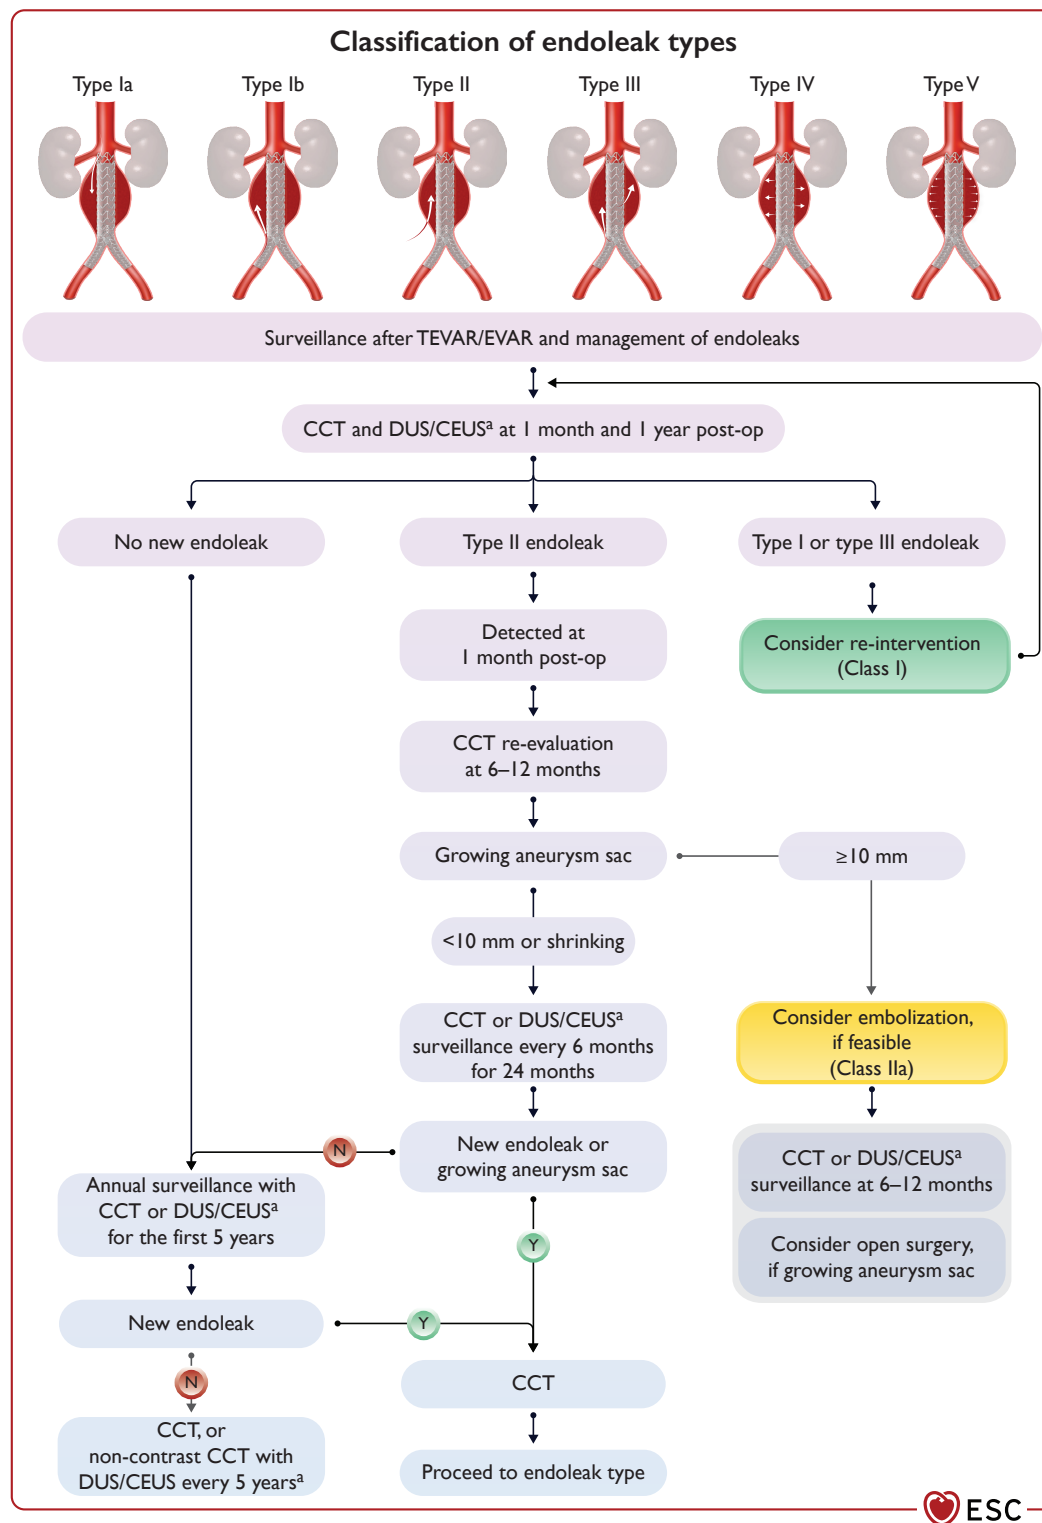 Classification of endoleak types
Type Ia
Type Ib
Type II
Type III
Type IV
Type V
Surveillance after TEVAR/EVAR and management of endoleaks
CCT and DUS/CEUSª at 1 month and 1 year post-op
No new endoleak
Type II endoleak
Type I or type III endoleak
Detected at
1 month post-op
Consider re-intervention
(Class I)
CCT re-evaluation
at 6–12 months
Growing aneurysm sac
≥10 mm
<10 mm or shrinking
CCT or DUS/CEUSª
surveillance every 6 months
for 24 months
Consider embolization,
if feasible
(Class IIa)
New endoleak or
growing aneurysm sac
N
CCT or DUS/CEUSª
surveillance at 6–12 months
Annual surveillance with
CCT or DUS/CEUSª
for the first 5 years
Y
Consider open surgery,
if growing aneurysm sac
New endoleak
Y
N
CCT
CCT, or
non-contrast CCT with
DUS/CEUS every 5 yearsª
Proceed to endoleak type
ESC